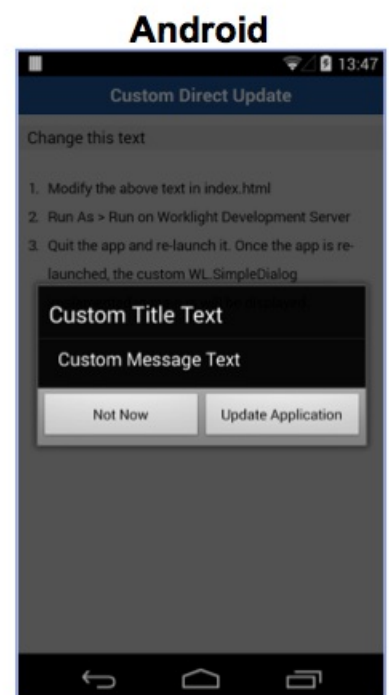 Android
13:47
Custom Direct Update
Change this text
1. Modify the above text in index.html
2. Run As > Run on Worklight Development Server
3. Quit the app and re-launch it. Once the app is re-
launched, the custom WL.SimpleDialog
Custom Title Text
Custom Message Text
Not Now
Update Application